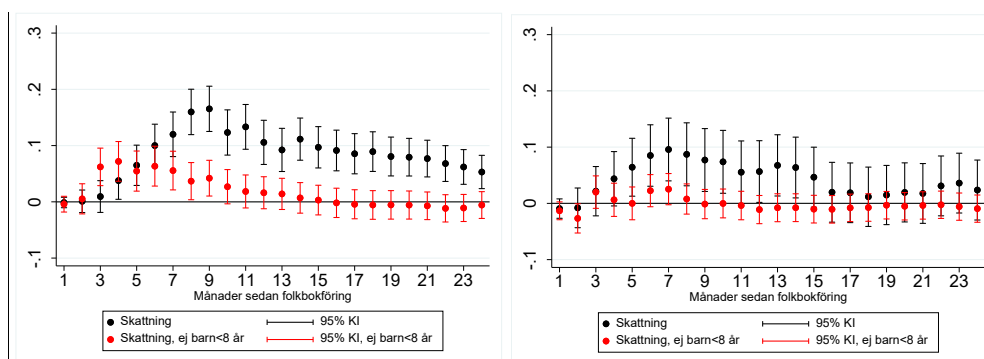 .3
.2
.1
0
-.1
1 3 5 7 9 11 13 15 17 19 21 23
Månader sedan folkbokföring
Skattning 95% KI
Skattning, ej barn<8 år 95% KI, ej barn<8 år
.3
.2
.1
0
-.1
1 3 5 7 9 11 13 15 17 19 21 23
Månader sedan folkbokföring
Skattning 95% KI
Skattning, ej barn<8 år 95% KI, ej barn<8 år